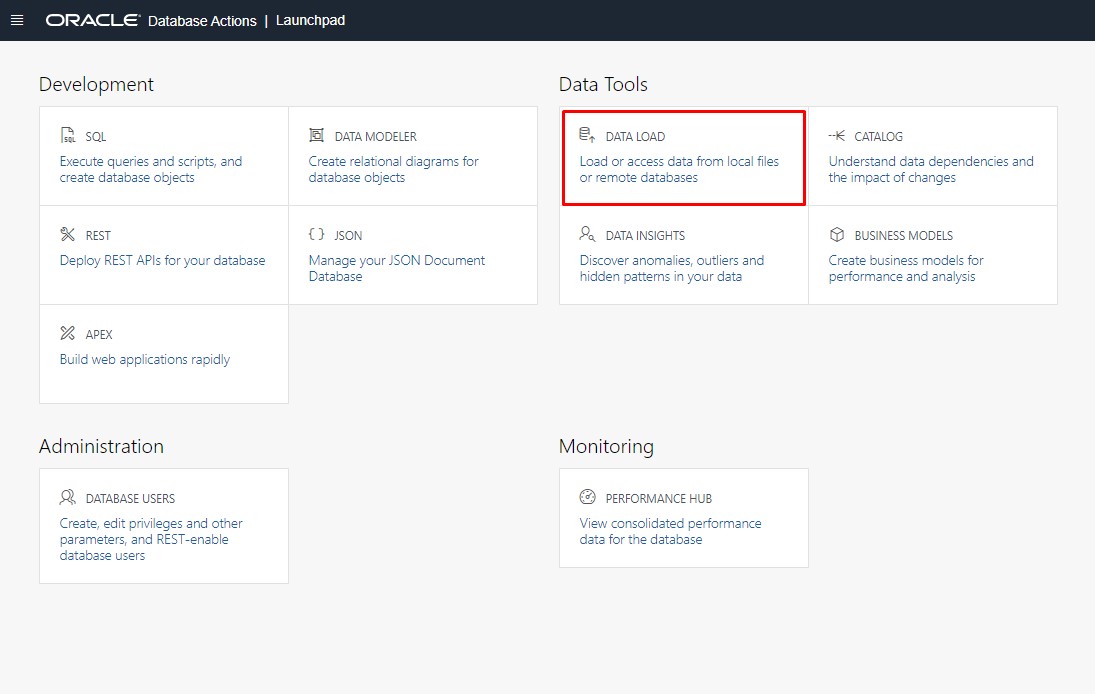 ORACLE Database Actions | Launchpad
Development
SQL
Execute queries and scripts, and
create database objects
DATA MODELER
Create relational diagrams for
database objects
REST
Deploy REST APIs for your database
JSON
Manage your JSON Document
Database
APEX
Build web applications rapidly
Data Tools
DATA LOAD
Load or access data from local files
or remote databases
CATALOG
Understand data dependencies and
the impact of changes
DATA INSIGHTS
Discover anomalies, outliers and
hidden patterns in your data
BUSINESS MODELS
Create business models for
performance and analysis
Administration
DATABASE USERS
Create, edit privileges and other
parameters, and REST-enable
database users
Monitoring
PERFORMANCE HUB
View consolidated performance
data for the database